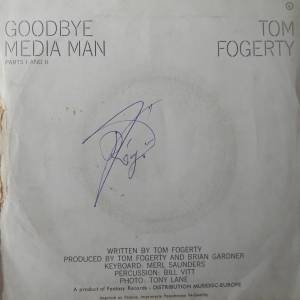 GOODBYE TOM
MEDIA MAN FOGERTY
PARTS I AND II
WRITTEN BY TOM FOGERTY
PRODUCED BY TOM FOGERTY AND BRIAN GARDNER
KEYBOARD: MERL SAUNDERS
PERCUSSION: BILL VITT
PHOTO: TONY LANE
A product of Fantasy Records - DISTRIBUTION MUSIDISC-EUROPE